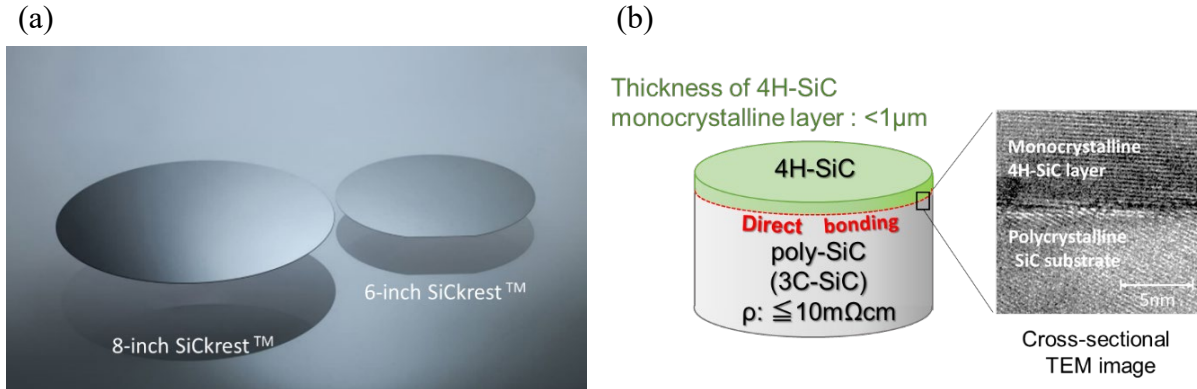 (a)
6-inch SiCkrest™
8-inch SiCkrest™
(b)
Thickness of 4H-SiC
monocrystalline layer : <1μm
4H-SiC
Direct bonding
poly-SiC
(3C-SiC)
ρ: ≦10mΩcm
Monocrystalline
4H-SiC layer
Polycrystalline
SiC substrate
5nm
Cross-sectional
TEM image